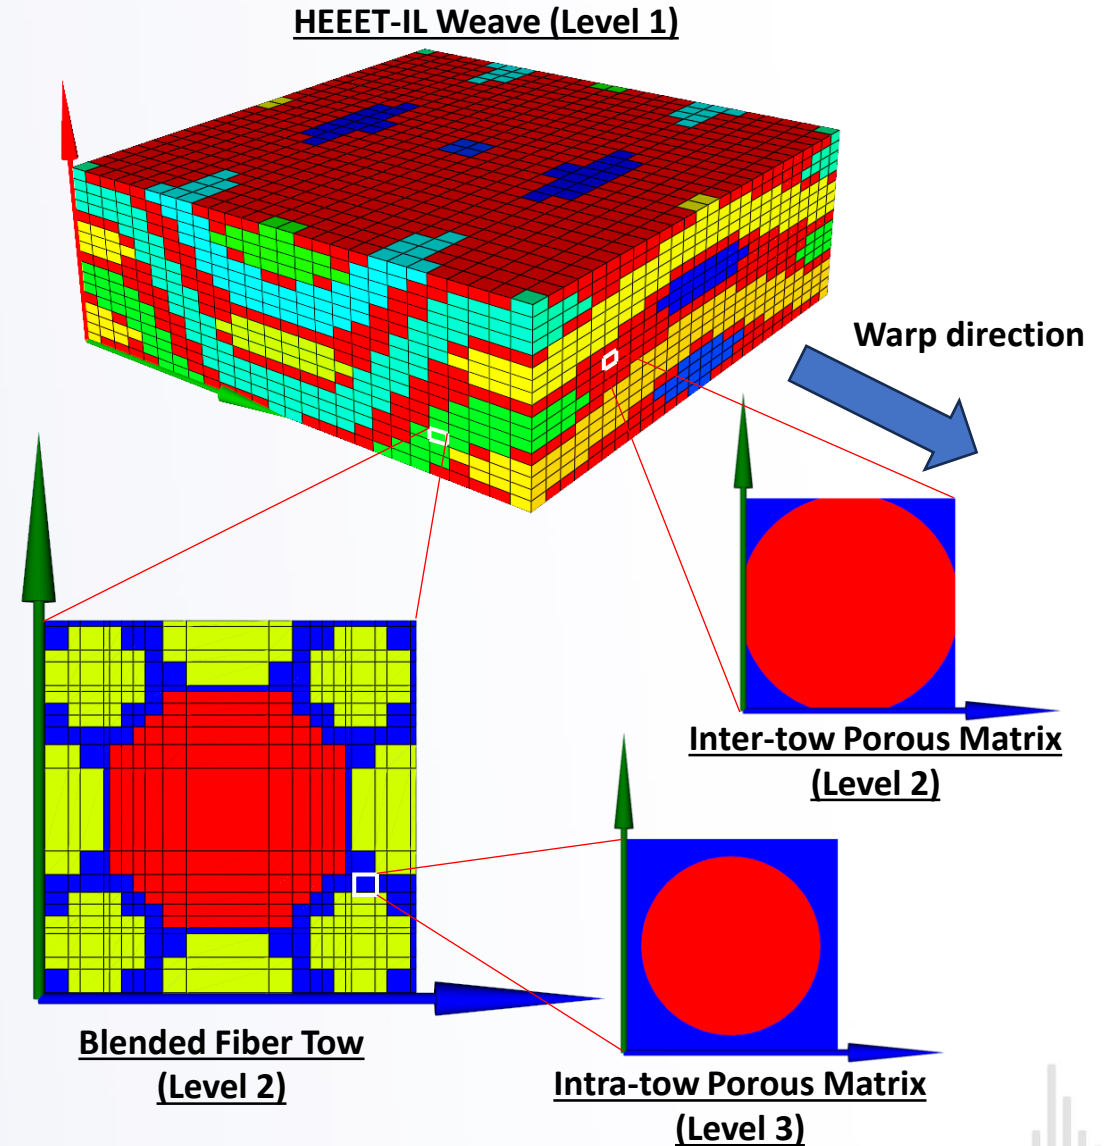 HEEET-IL Weave (Level 1)
Warp direction
Inter-tow Porous Matrix
(Level 2)
Blended Fiber Tow
(Level 2)
Intra-tow Porous Matrix
(Level 3)